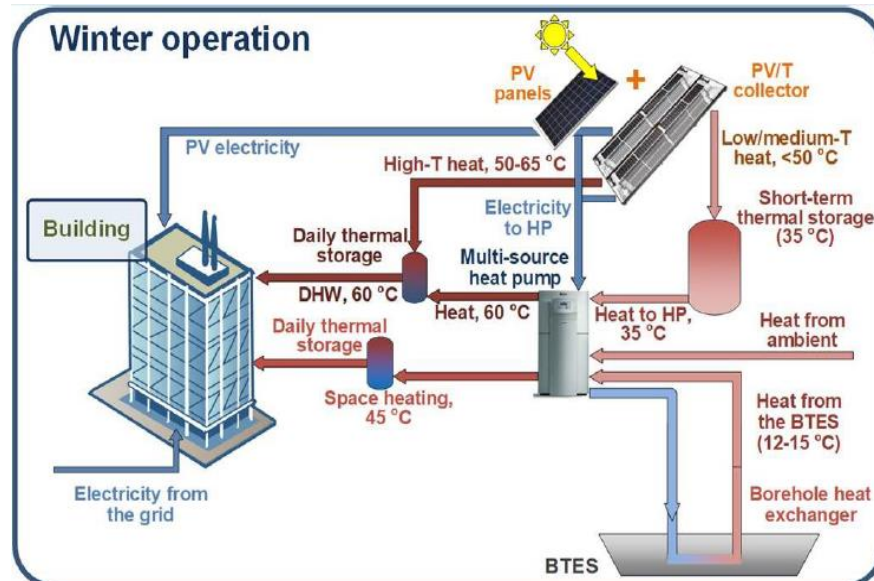 Winter operation
PV
panels
+
PV/T
collector
PV electricity
Low/medium-T
heat, <50 °C
High-T heat, 50-65 °C
Short-term
thermal storage
(35 °C)
Electricity
to HP
Building
Daily thermal
storage
Multi-source
heat pump
DHW, 60 °C
Heat, 60 °C
Heat to HP,
35 °C
Daily thermal
storage
Heat from
ambient
Space heating,
45 °C
Heat from
the BTES
(12-15 °C)
Electricity from
the grid
Borehole heat
exchanger
BTES